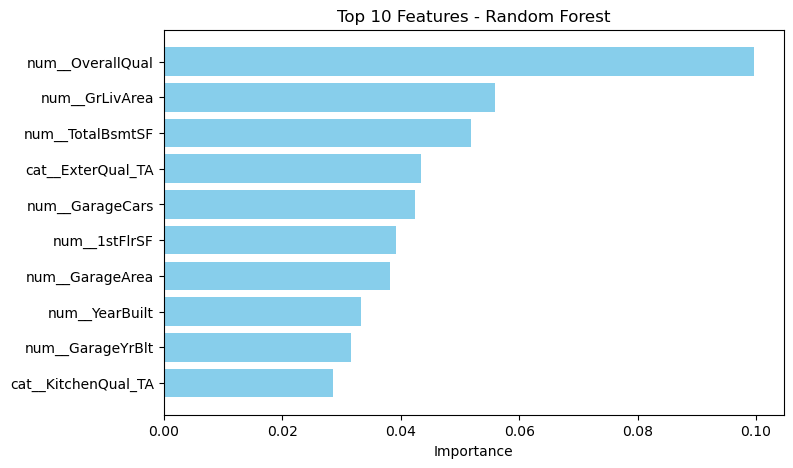 Top 10 Features - Random Forest
num__OverallQual
num__GrLivArea
num__TotalBsmtSF
cat__ExterQual_TA
num__GarageCars
num__1stFlrSF
num__GarageArea
num__YearBuilt
num__GarageYrBlt
cat__KitchenQual_TA
0.00 0.02 0.04 0.06 0.08 0.10
Importance